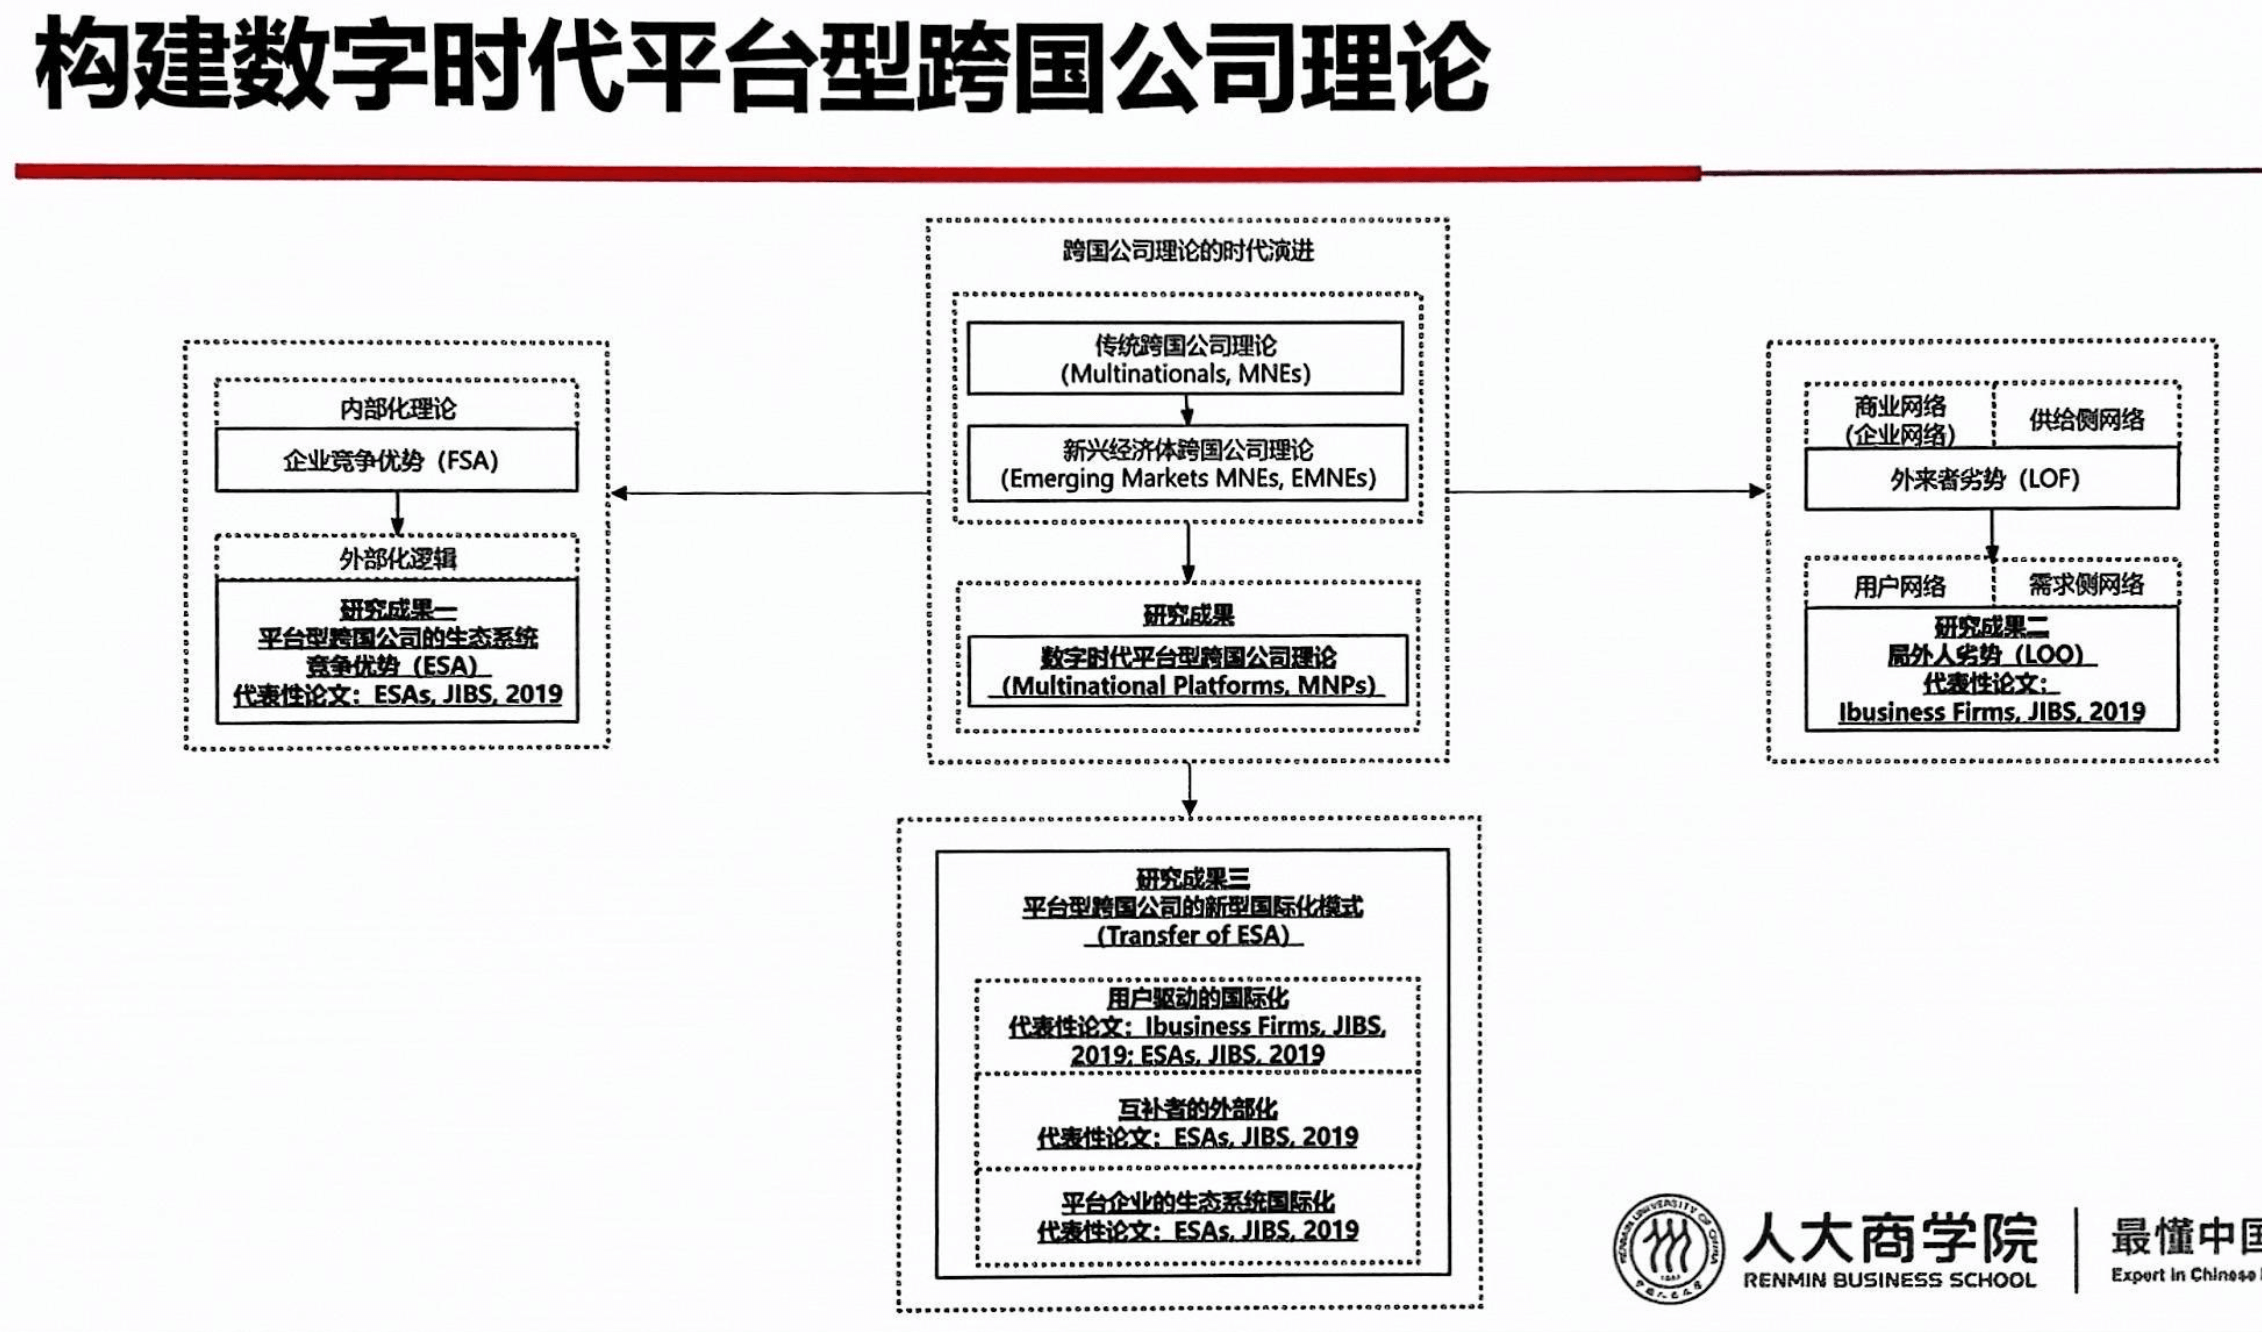 构建数字时代平台型跨国公司理论
跨国公司理论的时代演进
传统跨国公司理论
(Multinationals, MNEs)
新兴经济体跨国公司理论
(Emerging Markets MNEs, EMNEs)
研究成果
数字时代平台型跨国公司理论
(Multinational Platforms, MNPs)
内部化理论
企业竞争优势（FSA）
外部化逻辑
研究成果一
平台型跨国公司的生态系统
竞争优势（ESA）
代表性论文：ESAs, JIBS, 2019
商业网络
(企业网络)
供给侧网络
外来者劣势（LOF）
用户网络
需求侧网络
研究成果二
局外人劣势（LOO）
代表性论文：
Ibusiness Firms, JIBS, 2019
研究成果三
平台型跨国公司的新型国际化模式
（Transfer of ESA）
用户驱动的国际化
代表性论文：Ibusiness Firms, JIBS,
2019; ESAs, JIBS, 2019
互补者的外部化
代表性论文：ESAs, JIBS, 2019
平台企业的生态系统国际化
代表性论文：ESAs, JIBS, 2019
人大商学院
RENMIN BUSINESS SCHOOL
最懂中国
Expert in Chinese